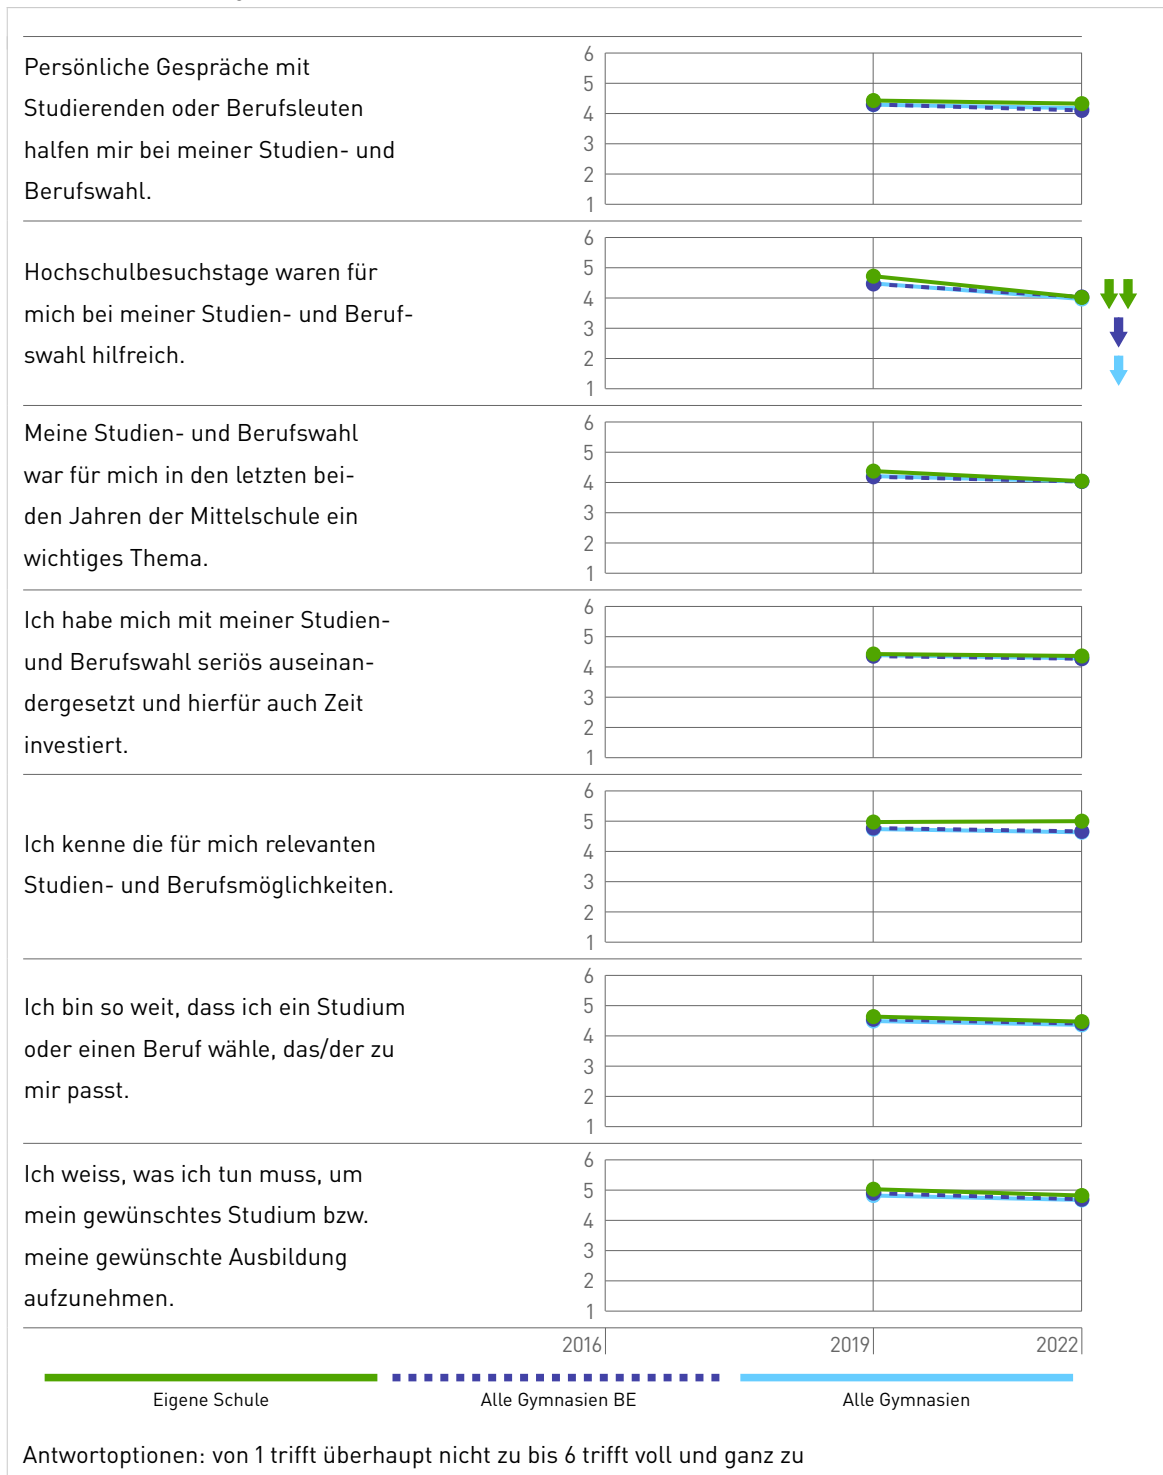 Persönliche Gespräche mit
Studierenden oder Berufsleuten
halfen mir bei meiner Studien- und
Berufswahl.
6
5
4
3
2
1
Hochschulbesuchstage waren für
mich bei meiner Studien- und Beruf-
swahl hilfreich.
6
5
4
3
2
1
Meine Studien- und Berufswahl
war für mich in den letzten bei-
den Jahren der Mittelschule ein
wichtiges Thema.
6
5
4
3
2
1
Ich habe mich mit meiner Studien-
und Berufswahl seriös auseinan-
dergesetzt und hierfür auch Zeit
investiert.
6
5
4
3
2
1
Ich kenne die für mich relevanten
Studien- und Berufsmöglichkeiten.
6
5
4
3
2
1
Ich bin so weit, dass ich ein Studium
oder einen Beruf wähle, das/der zu
mir passt.
6
5
4
3
2
1
Ich weiss, was ich tun muss, um
mein gewünschtes Studium bzw.
meine gewünschte Ausbildung
aufzunehmen.
6
5
4
3
2
1
2016 2019 2022
Eigene Schule Alle Gymnasien BE Alle Gymnasien
Antwortoptionen: von 1 trifft überhaupt nicht zu bis 6 trifft voll und ganz zu